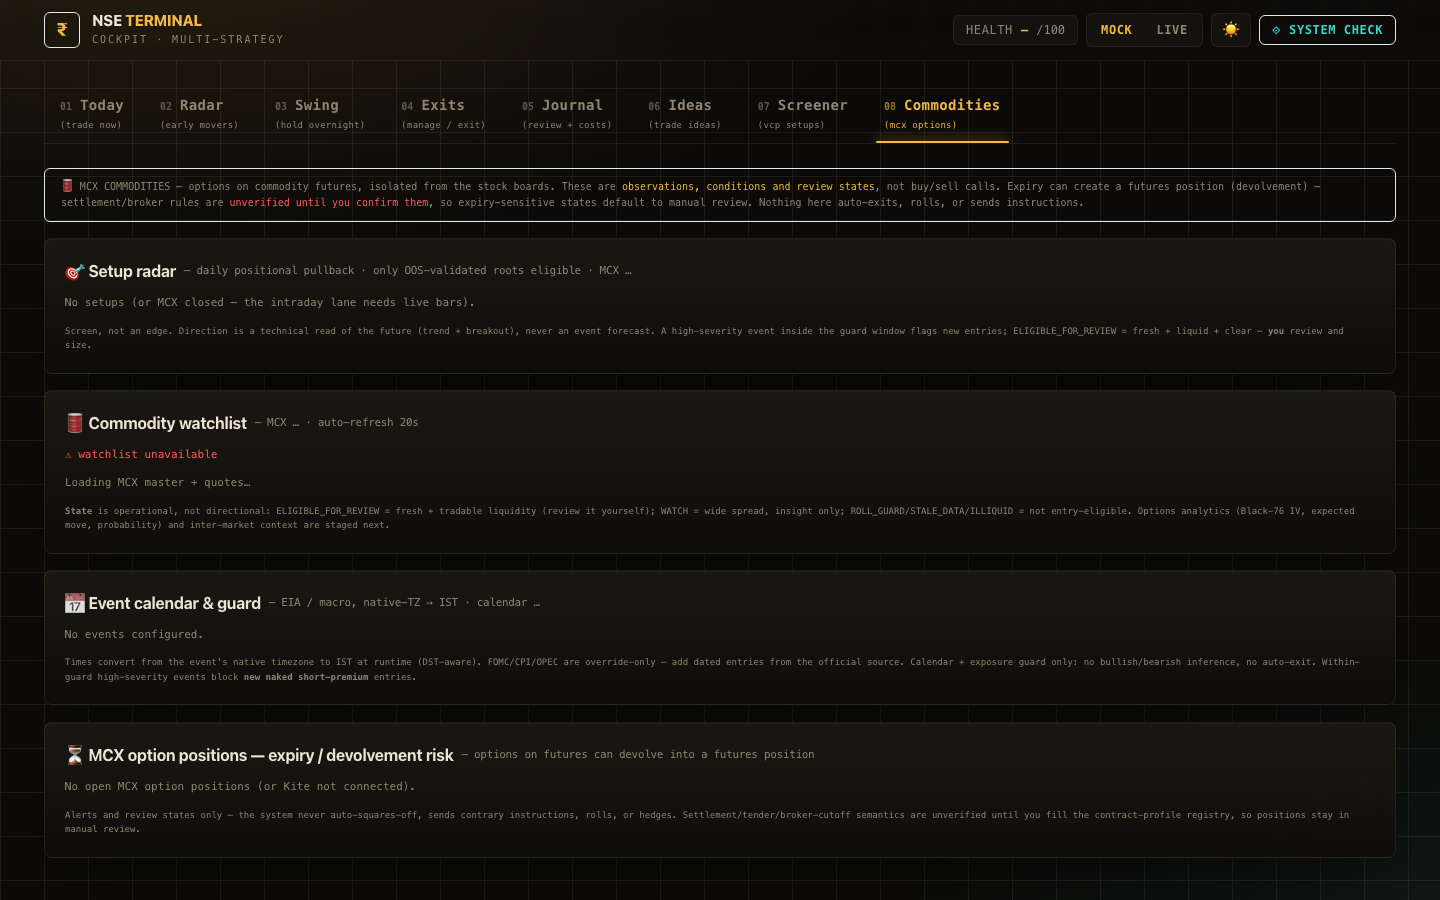 ₹
NSE TERMINAL
COCKPIT · MULTI-STRATEGY
HEALTH — /100
MOCK LIVE
◇ SYSTEM CHECK
01 Today
(trade now)
02 Radar
(early movers)
03 Swing
(hold overnight)
04 Exits
(manage / exit)
05 Journal
(review + costs)
06 Ideas
(trade ideas)
07 Screener
(vcp setups)
08 Commodities
(mcx options)
MCX COMMODITIES — options on commodity futures, isolated from the stock boards. These are observations, conditions and review states, not buy/sell calls. Expiry can create a futures position (devolvement) —
settlement/broker rules are unverified until you confirm them, so expiry-sensitive states default to manual review. Nothing here auto-exits, rolls, or sends instructions.
Setup radar — daily positional pullback · only OOS-validated roots eligible · MCX …
No setups (or MCX closed — the intraday lane needs live bars).
Screen, not an edge. Direction is a technical read of the future (trend + breakout), never an event forecast. A high-severity event inside the guard window flags new entries; ELIGIBLE_FOR_REVIEW = fresh + liquid + clear — you review and
size.
Commodity watchlist — MCX … · auto-refresh 20s
⚠ watchlist unavailable
Loading MCX master + quotes…
State is operational, not directional: ELIGIBLE_FOR_REVIEW = fresh + tradable liquidity (review it yourself); WATCH = wide spread, insight only; ROLL_GUARD/STALE_DATA/ILLIQUID = not entry-eligible. Options analytics (Black-76 IV, expected
move, probability) and inter-market context are staged next.
Event calendar & guard — EIA / macro, native-TZ → IST · calendar …
No events configured.
Times convert from the event's native timezone to IST at runtime (DST-aware). FOMC/CPI/OPEC are override-only — add dated entries from the official source. Calendar + exposure guard only: no bullish/bearish inference, no auto-exit. Within-
guard high-severity events block new naked short-premium entries.
MCX option positions — expiry / devolvement risk — options on futures can devolve into a futures position
No open MCX option positions (or Kite not connected).
Alerts and review states only — the system never auto-squares-off, sends contrary instructions, rolls, or hedges. Settlement/tender/broker-cutoff semantics are unverified until you fill the contract-profile registry, so positions stay in
manual review.